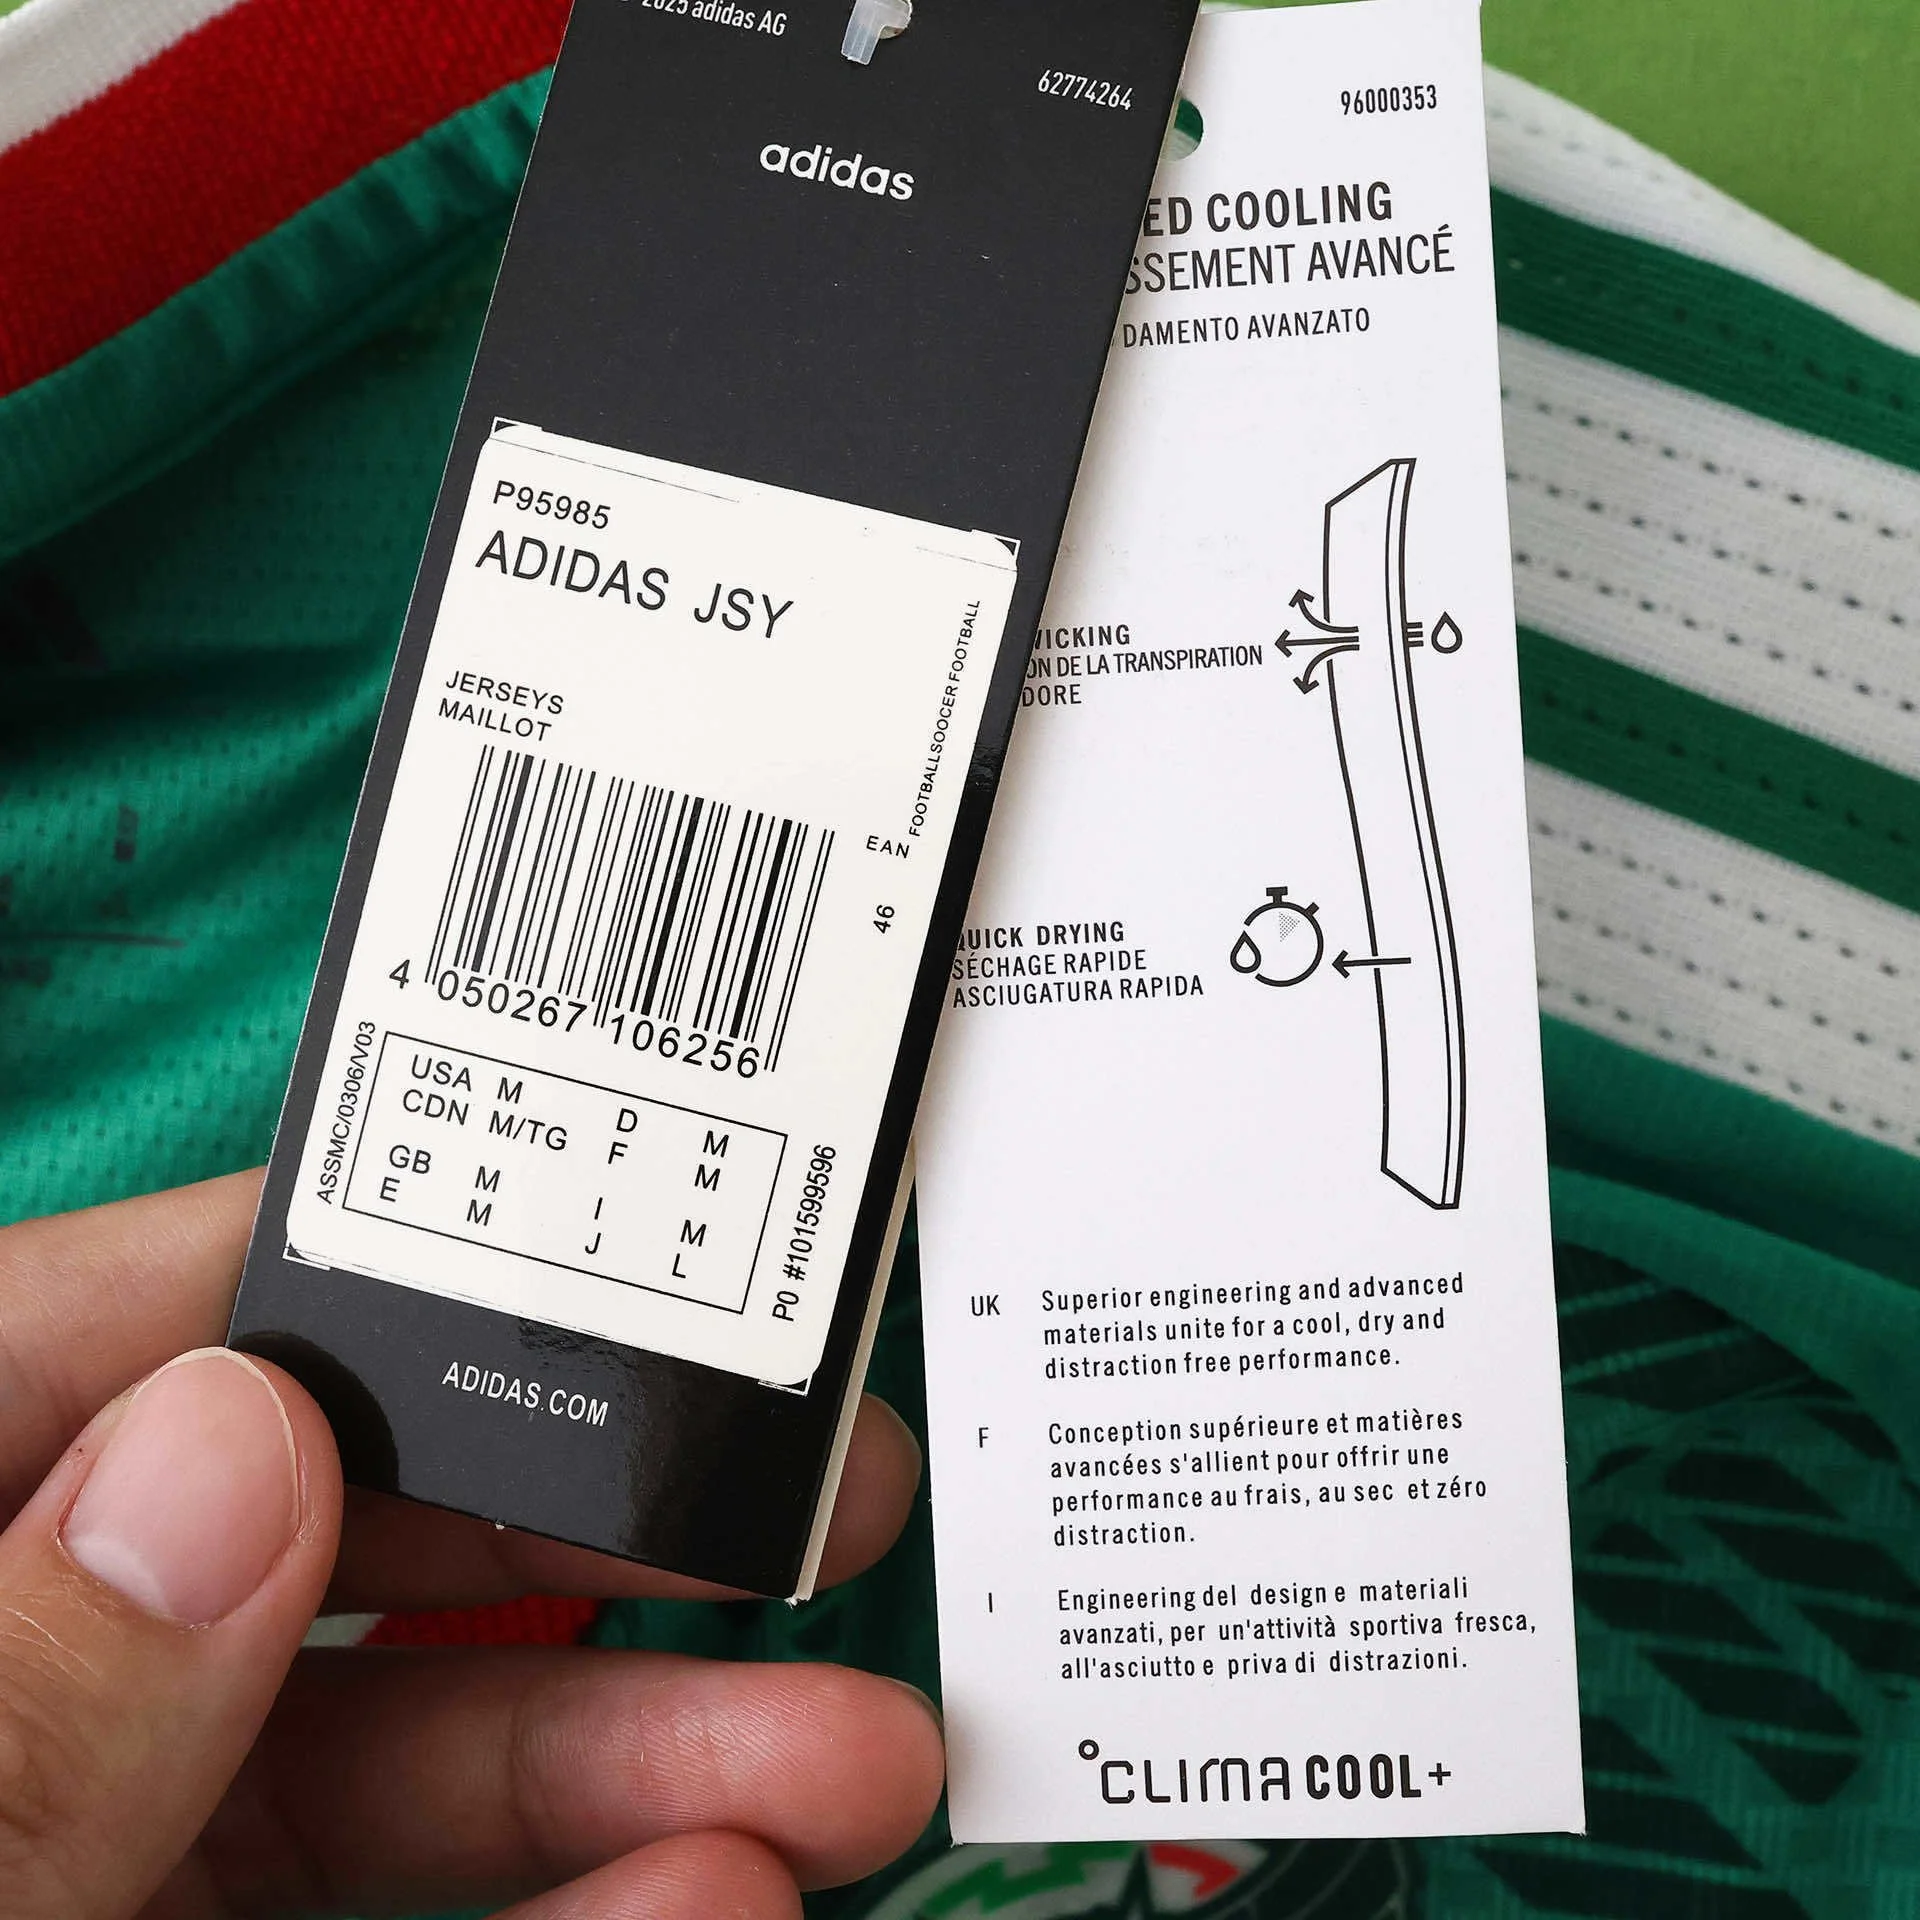 2025 adidas AG
62774264
adidas
P95985
ADIDAS JSY
JERSEYS
MAILLOT
FOOTBALLSOCCER FOOTBALL
EAN
46
4 050267 106256
ASSMC/0306/V03
USA M D M
CDN M/TG F M
GB M I M
E M J L
PO #101599596
ADIDAS.COM
96000353
ED COOLING
SSEMENT AVANCÉ
DAMENTO AVANZATO
WICKING
ON DE LA TRANSPIRATION
DORE
QUICK DRYING
SÉCHAGE RAPIDE
ASCIUGATURA RAPIDA
UK Superior engineering and advanced
materials unite for a cool, dry and
distraction free performance.
F Conception supérieure et matières
avancées s'allient pour offrir une
performance au frais, au sec et zéro
distraction.
I Engineering del design e materiali
avanzati, per un'attività sportiva fresca,
all'asciutto e priva di distrazioni.
°CLIMACOOL+